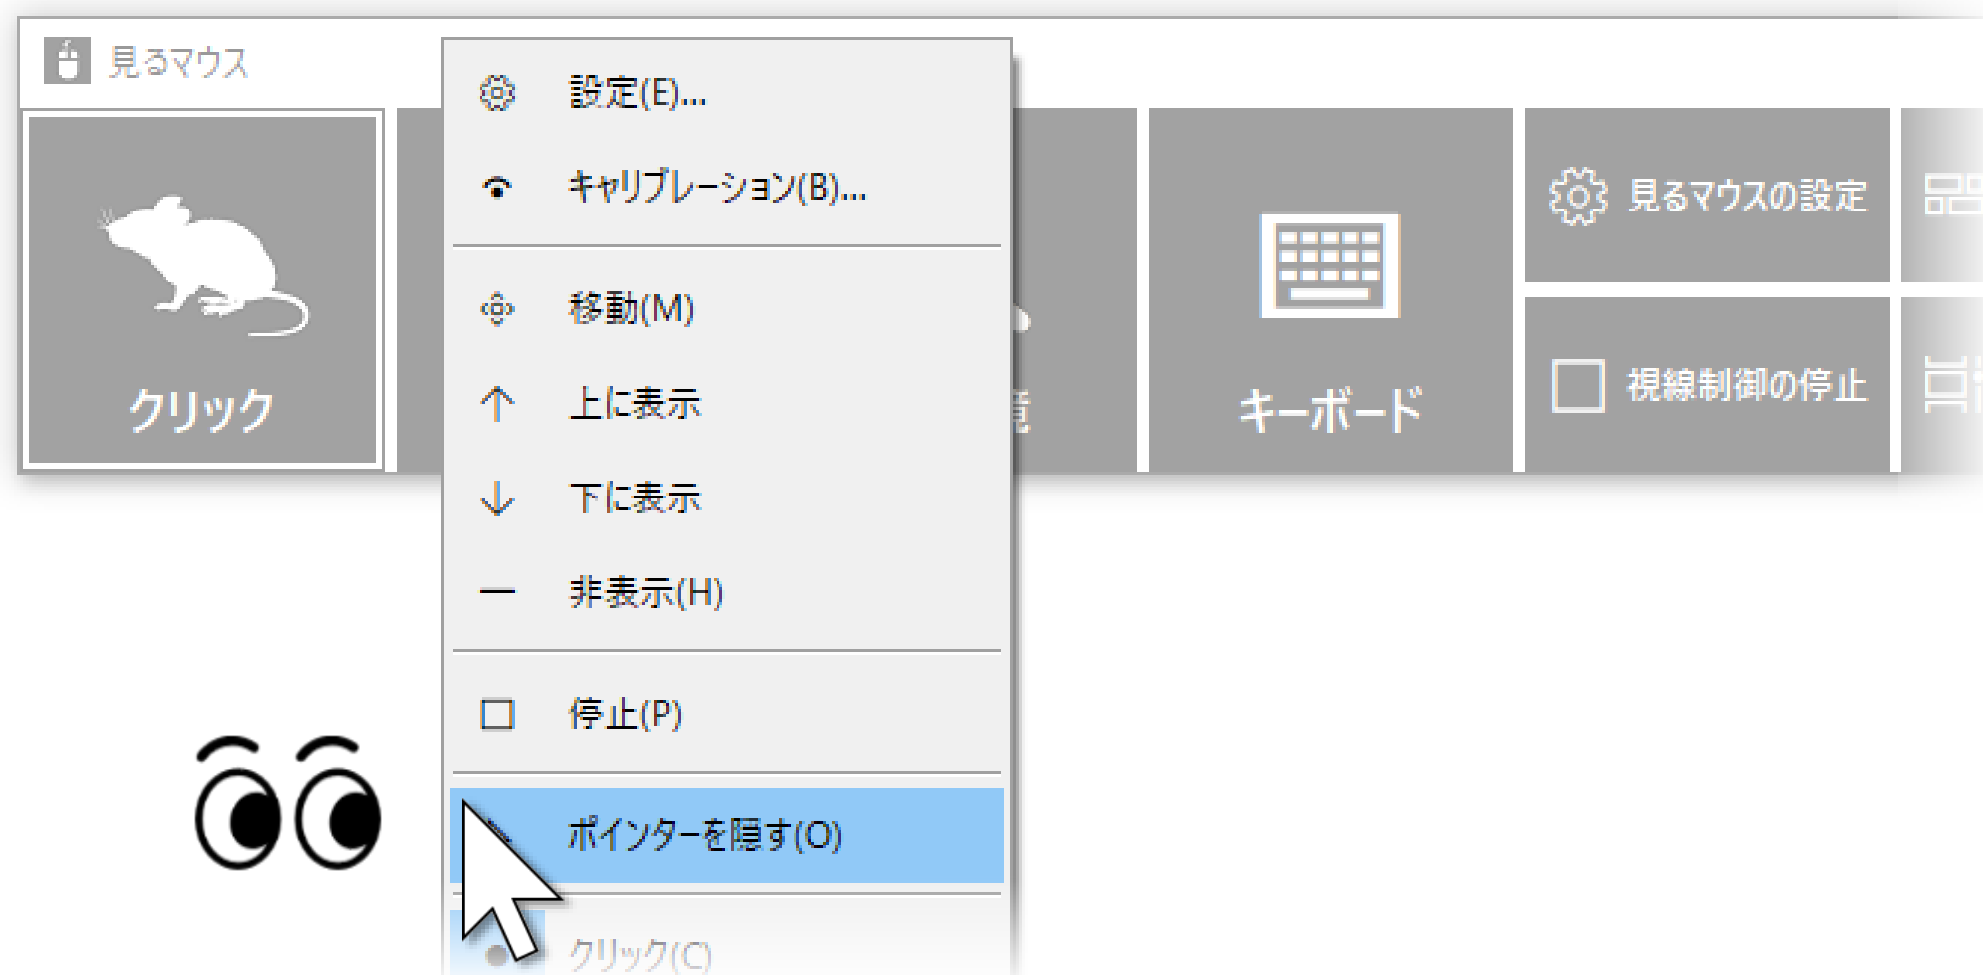 見るマウス
設定(E)...
キャリブレーション(B)...
移動(M)
上に表示
下に表示
非表示(H)
停止(P)
ポインターを隠す(O)
クリック(C)
クリック
キーボード
見るマウスの設定
視線制御の停止